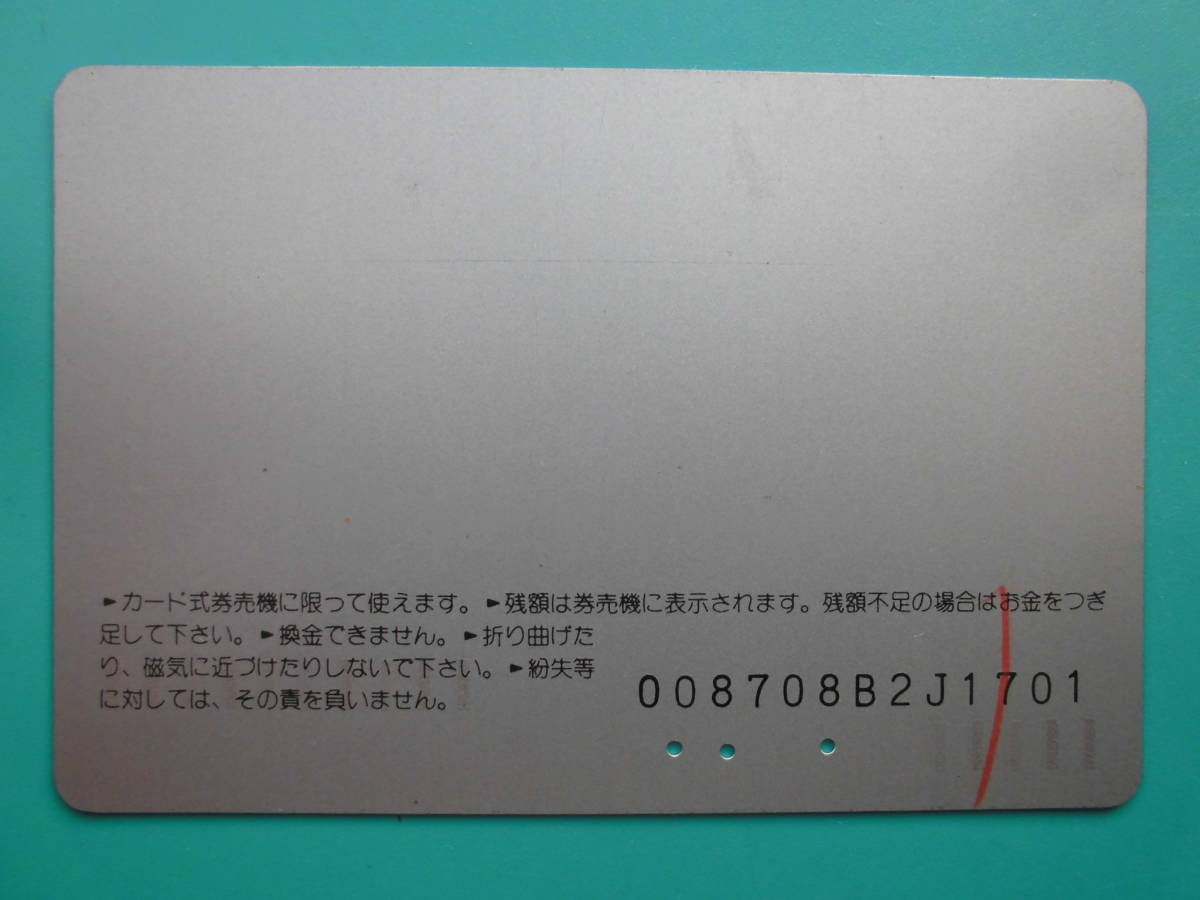 ►カード式券売機に限って使えます。►残額は券売機に表示されます。残額不足の場合はお金をつぎ
足して下さい。►換金できません。►折り曲げた
り、磁気に近づけたりしないで下さい。►紛失等
に対しては、その責を負いません。
008708B2J1701